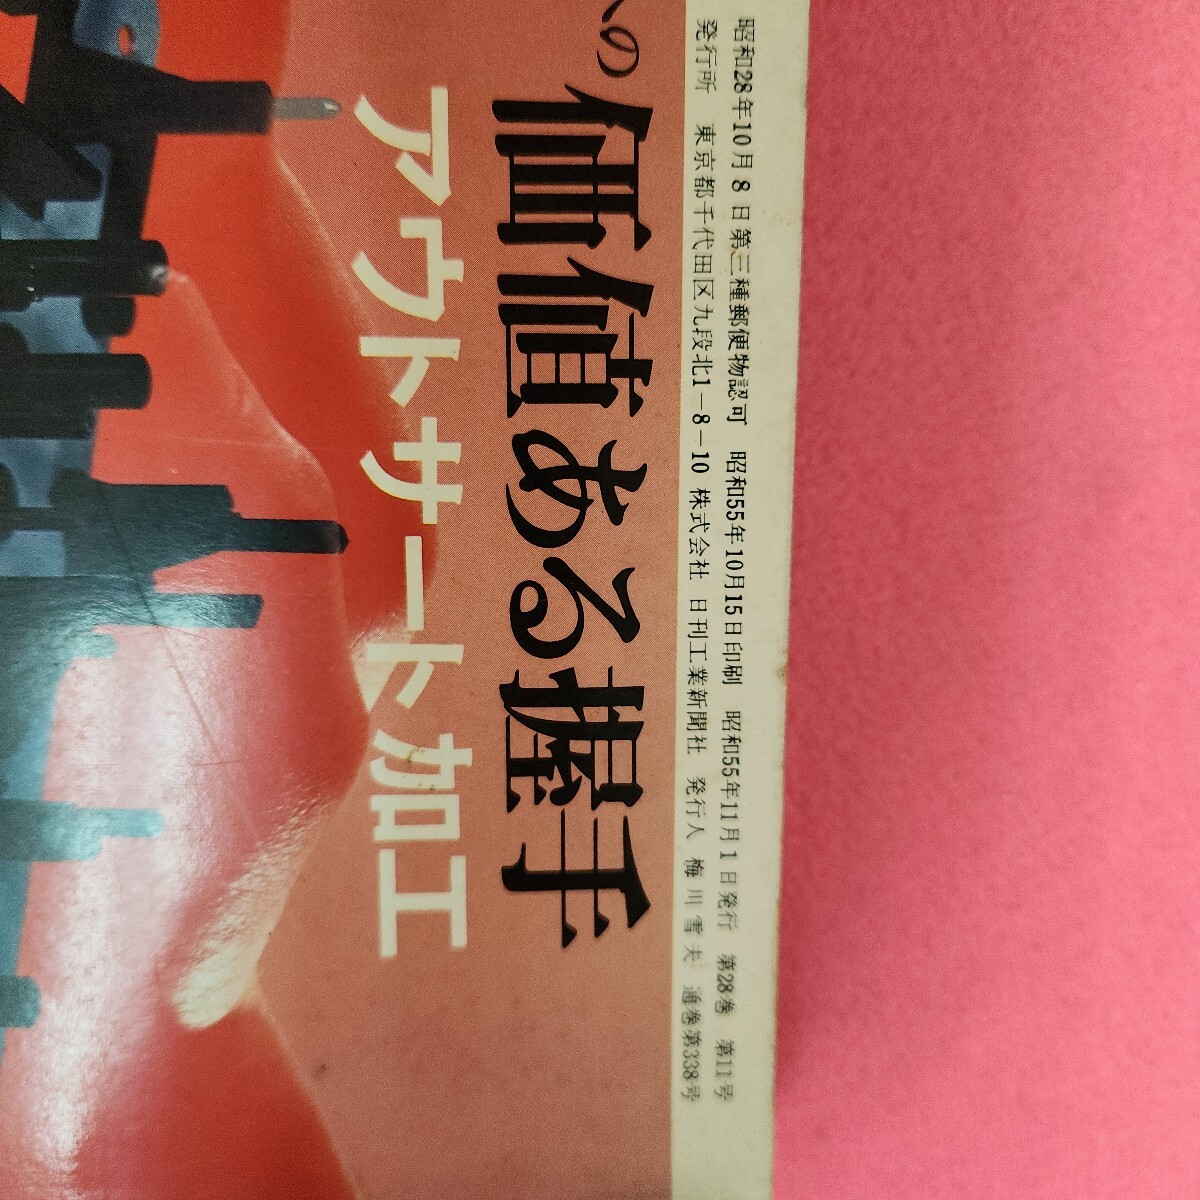 昭和28年10月8日第三種郵便物認可 昭和55年10月15日印刷 昭和55年11月1日発行 第28巻 第11号
発行所 東京都千代田区九段北1-8-10 株式会社 日刊工業新聞社 発行人 梅川雪夫 通巻第338号
の価値ある握手
アウトサート加工